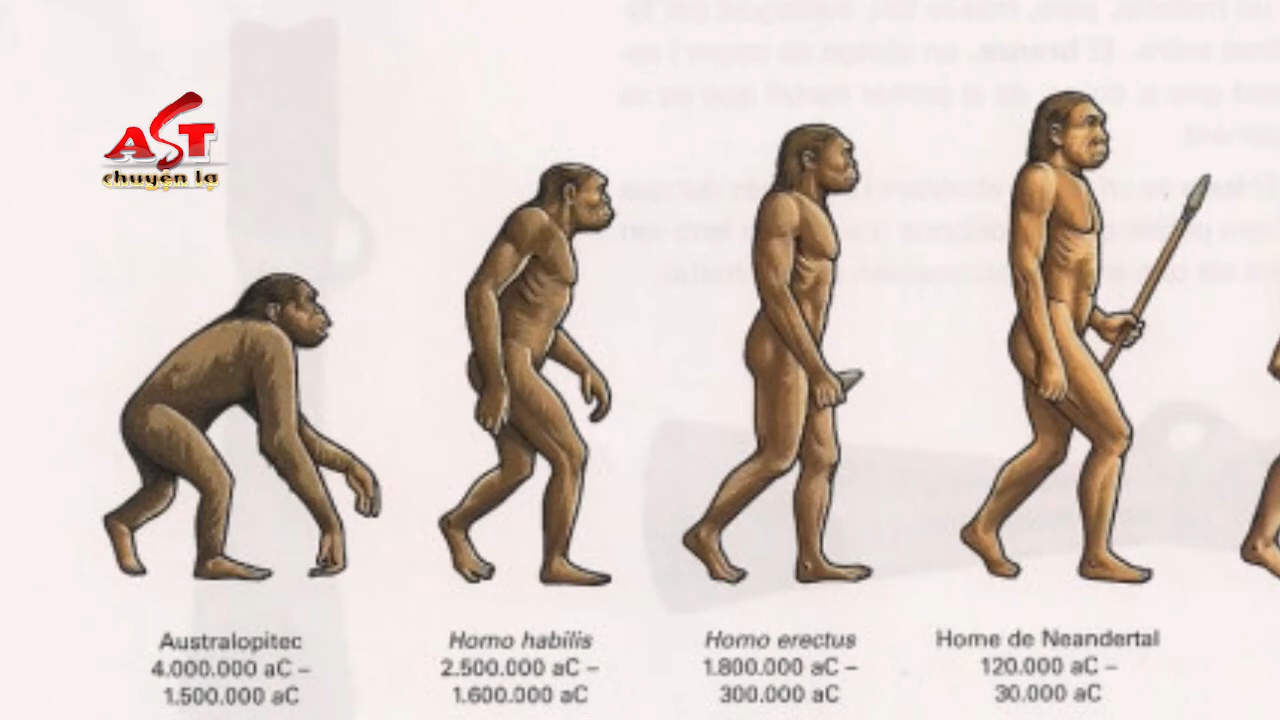 AST
chuyện lạ
Australopitec
4.000.000 aC –
1.500.000 aC
Homo habilis
2.500.000 aC –
1.600.000 aC
Homo erectus
1.800.000 aC –
300.000 aC
Home de Neandertal
120.000 aC –
30.000 aC